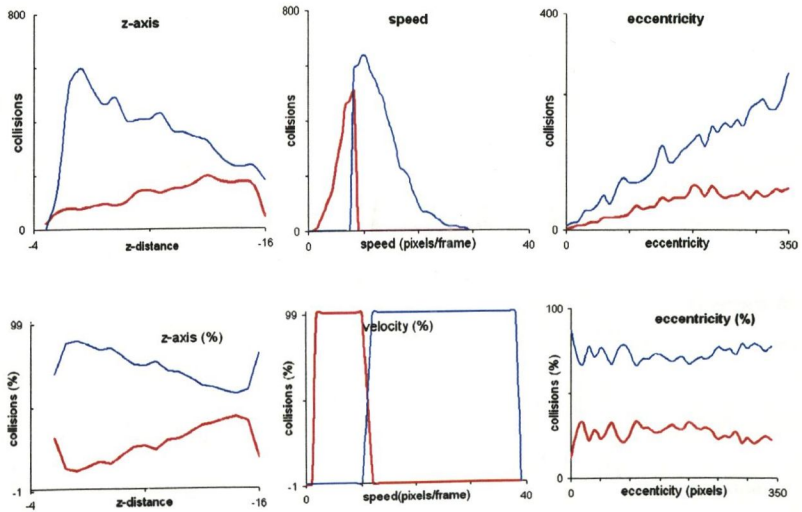 z-axis
800
collisions
0
-4
z-distance
-16
speed
800
collisions
0
0
speed (pixels/frame)
40
eccentricity
400
collisions
0
0
eccentricity
350
z-axis (%)
99
collisions (%)
-1
-4
z-distance
-16
velocity (%)
99
collisions (%)
-1
0
speed(pixels/frame)
40
eccentricity (%)
100
collisions (%)
0
0
eccenticity (pixels)
350